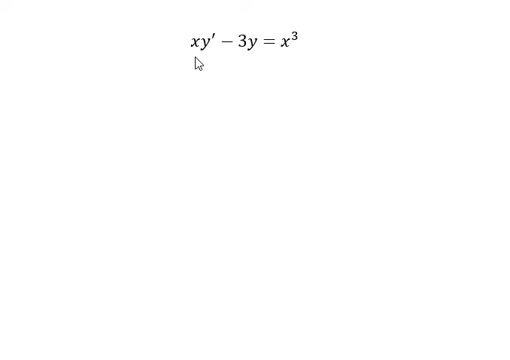 xy′ − 3y = x³